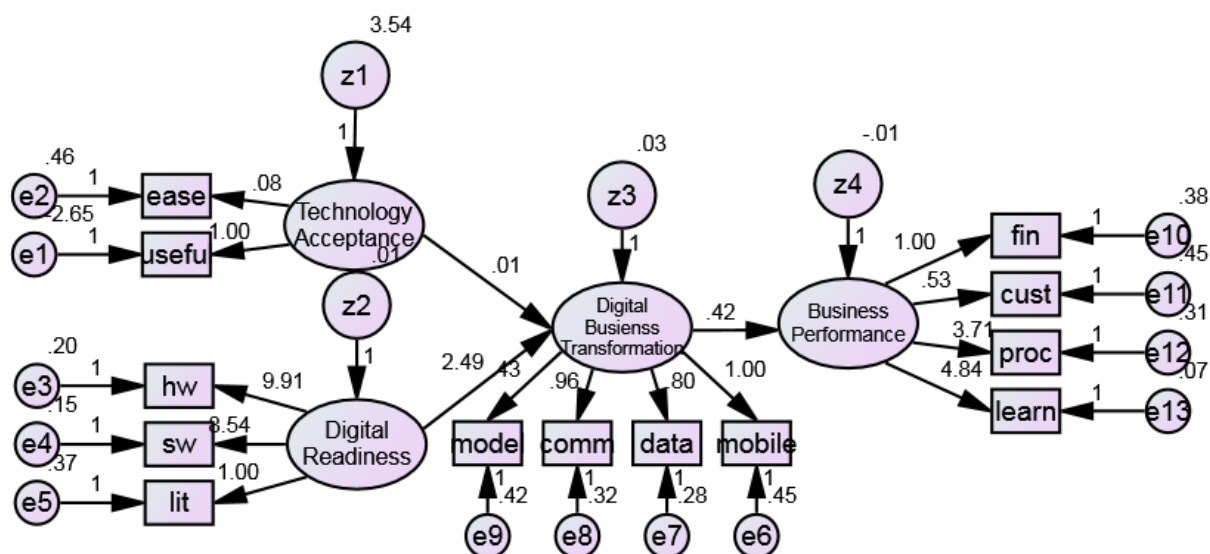 3.54
z1
1
.46
e2
1
ease
.08
-2.65
e1
1
usefu
1.00
Technology
Acceptance
.01
z2
1
.01
.20
e3
1
hw
9.91
.15
e4
1
sw
8.54
.37
e5
1
lit
1.00
Digital
Readiness
2.49
.03
z3
1
Digital
Busienss
Transformation
.42
-.01
z4
1
Business
Performance
.43
.96
.80
1.00
model
comm
data
mobile
1
.42
1
.32
1
.28
1
.45
e9
e8
e7
e6
1.00
fin
1
.38
e10
.53
cust
1
.45
e11
3.71
proc
1
.31
e12
4.84
learn
1
.07
e13